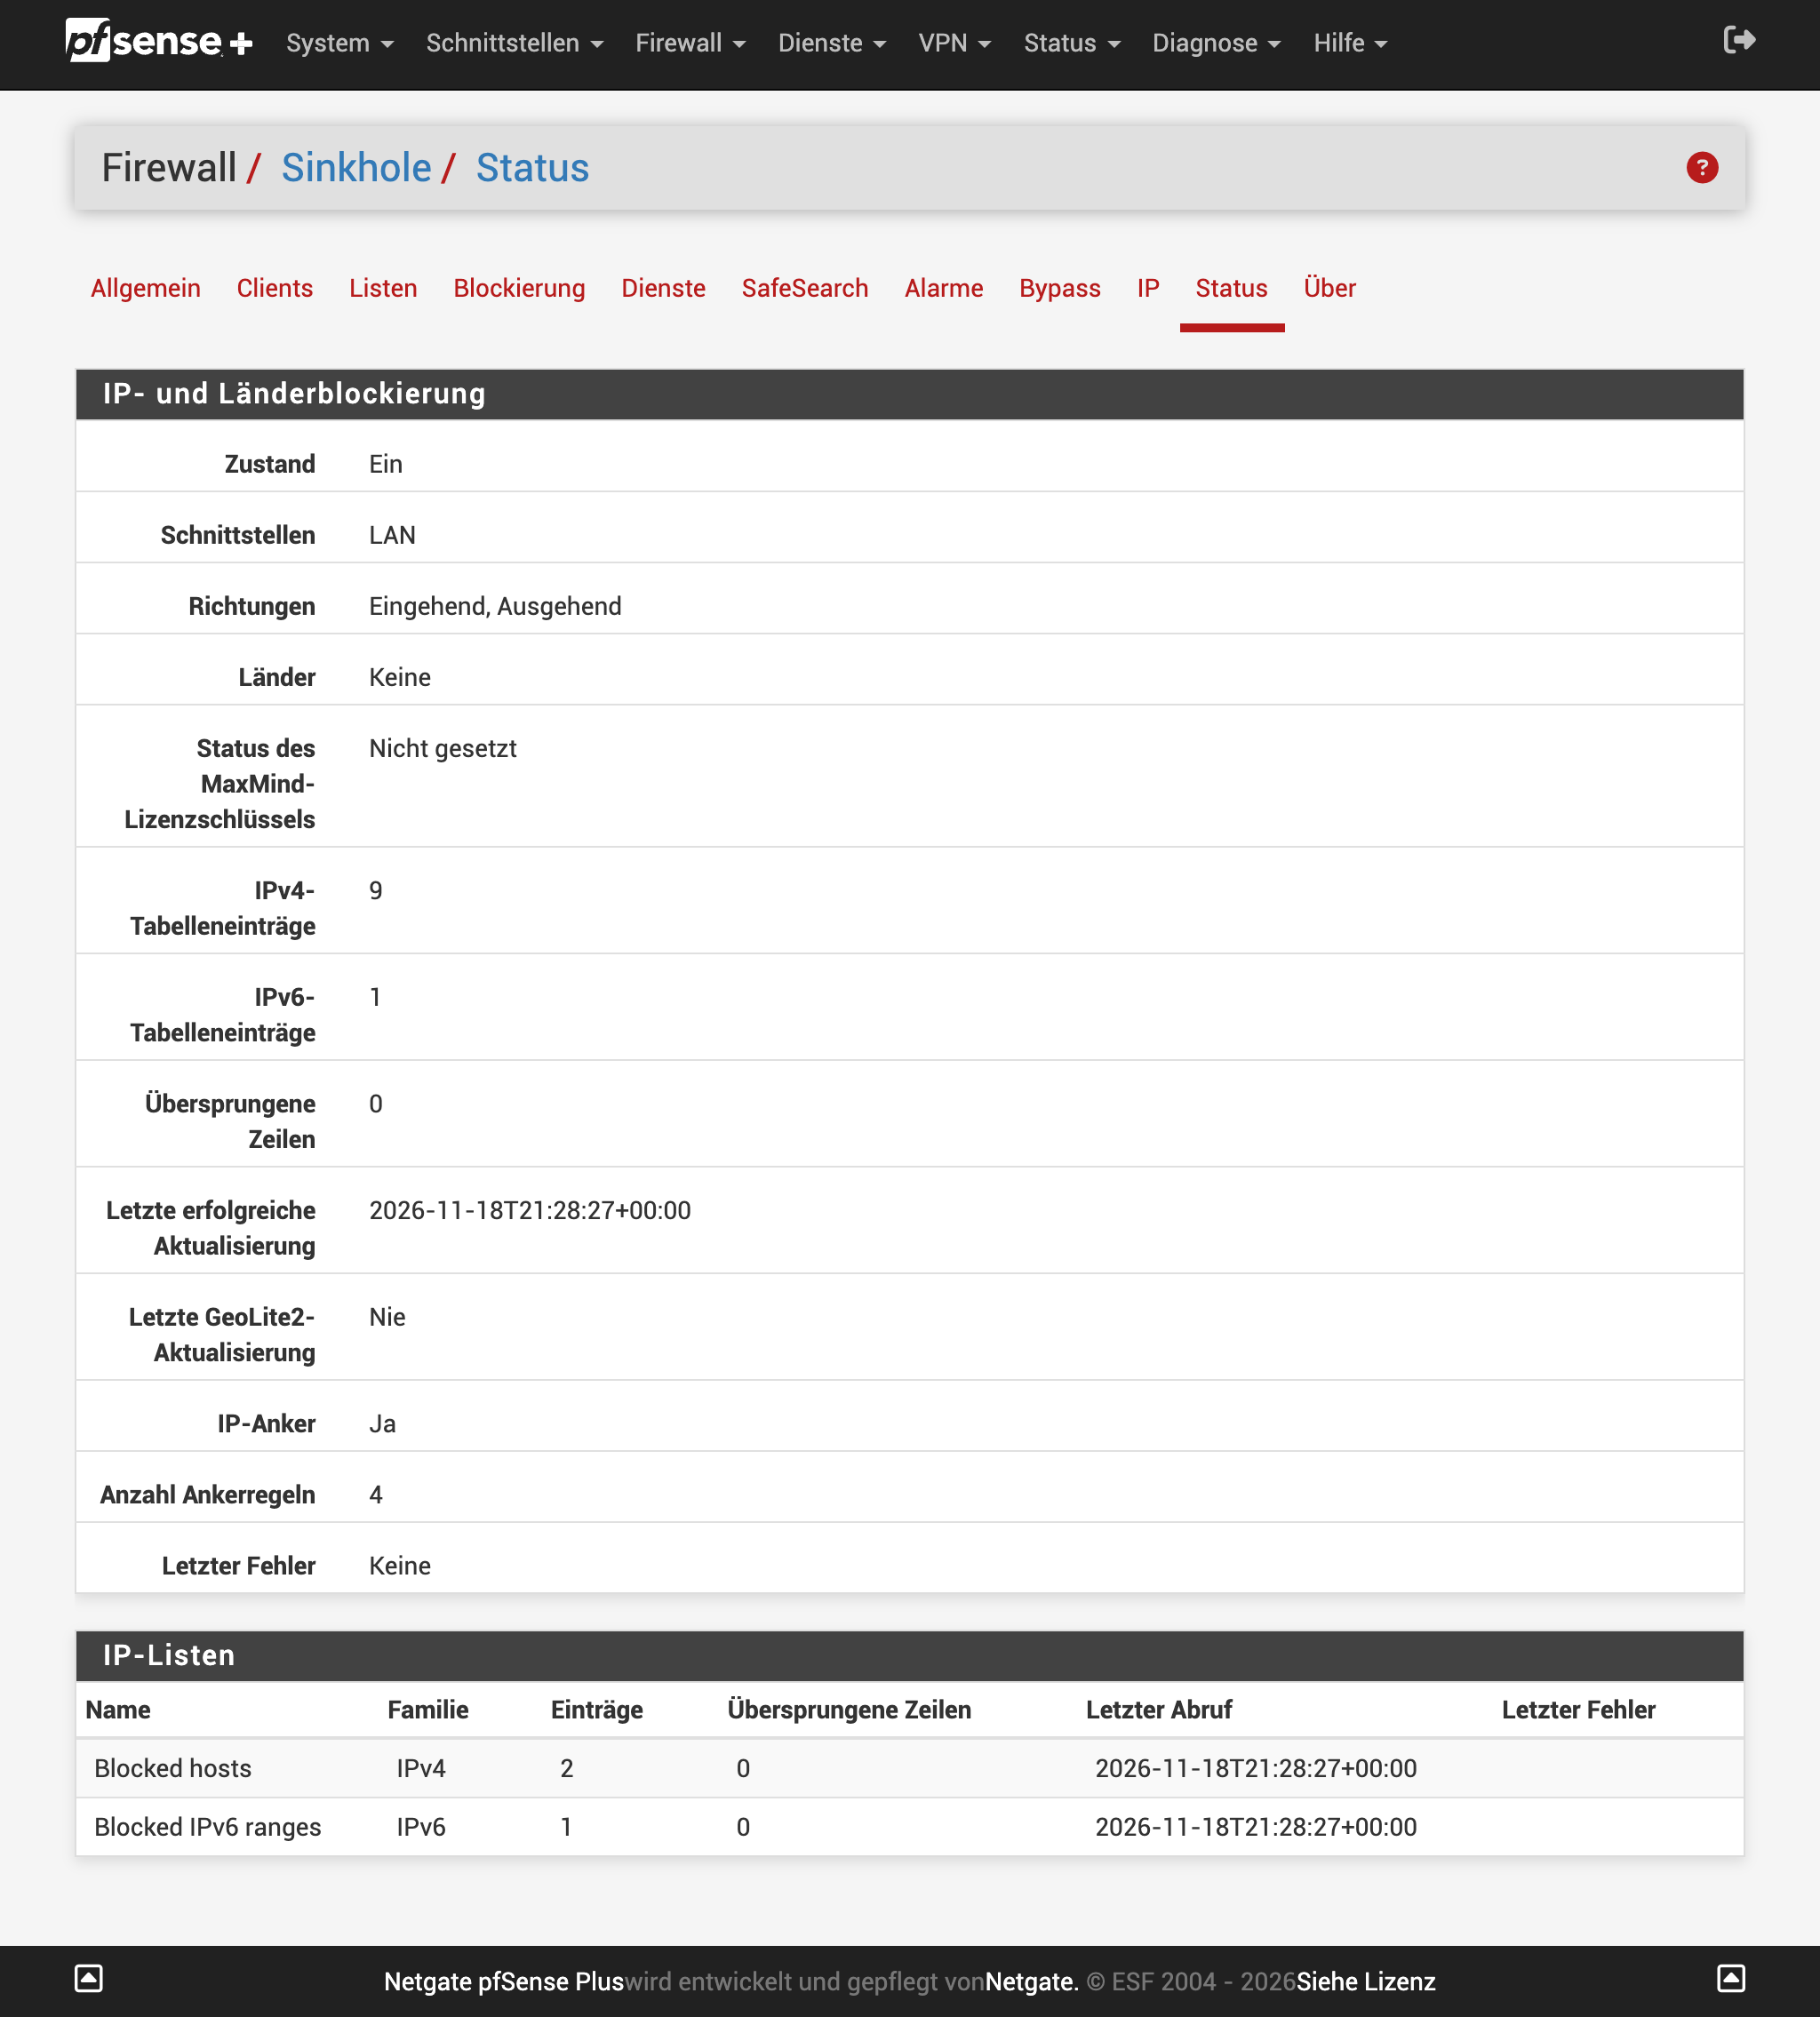 pfsense +
System Schnittstellen Firewall Dienste VPN Status Diagnose Hilfe
Firewall / Sinkhole / Status
?
Allgemein Clients Listen Blockierung Dienste SafeSearch Alarme Bypass IP Status Über
IP- und Länderblockierung
Zustand Ein
Schnittstellen LAN
Richtungen Eingehend, Ausgehend
Länder Keine
Status des Nicht gesetzt
MaxMind-
Lizenzschlüssels
IPv4- 9
Tabelleneinträge
IPv6- 1
Tabelleneinträge
Übersprungene 0
Zeilen
Letzte erfolgreiche 2026-11-18T21:28:27+00:00
Aktualisierung
Letzte GeoLite2- Nie
Aktualisierung
IP-Anker Ja
Anzahl Ankerregeln 4
Letzter Fehler Keine
IP-Listen
Name Familie Einträge Übersprungene Zeilen Letzter Abruf Letzter Fehler
Blocked hosts IPv4 2 0 2026-11-18T21:28:27+00:00
Blocked IPv6 ranges IPv6 1 0 2026-11-18T21:28:27+00:00
Netgate pfSense Pluswird entwickelt und gepflegt vonNetgate. © ESF 2004 - 2026Siehe Lizenz